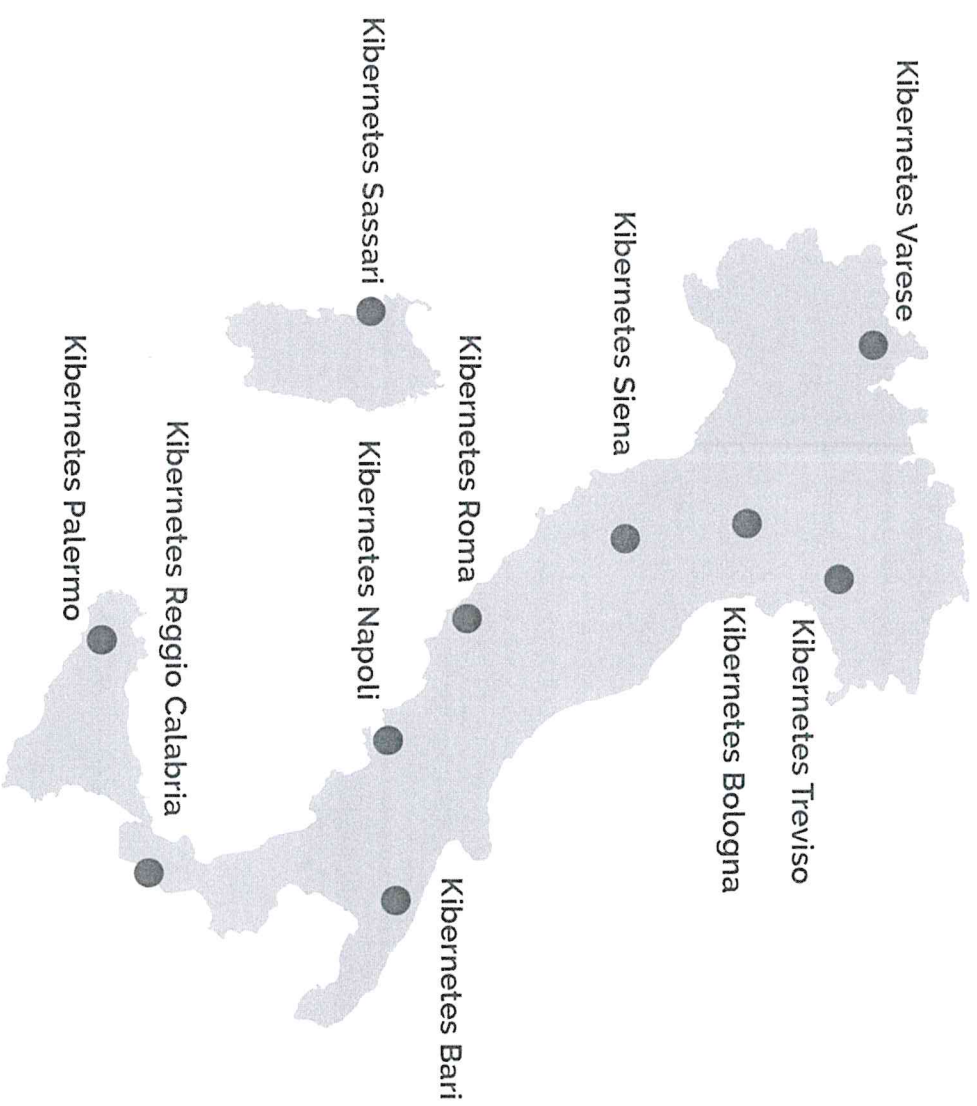 Kibernetes Varese
Kibernetes Treviso
Kibernetes Bologna
Kibernetes Siena
Kibernetes Roma
Kibernetes Bari
Kibernetes Sassari
Kibernetes Napoli
Kibernetes Reggio Calabria
Kibernetes Palermo